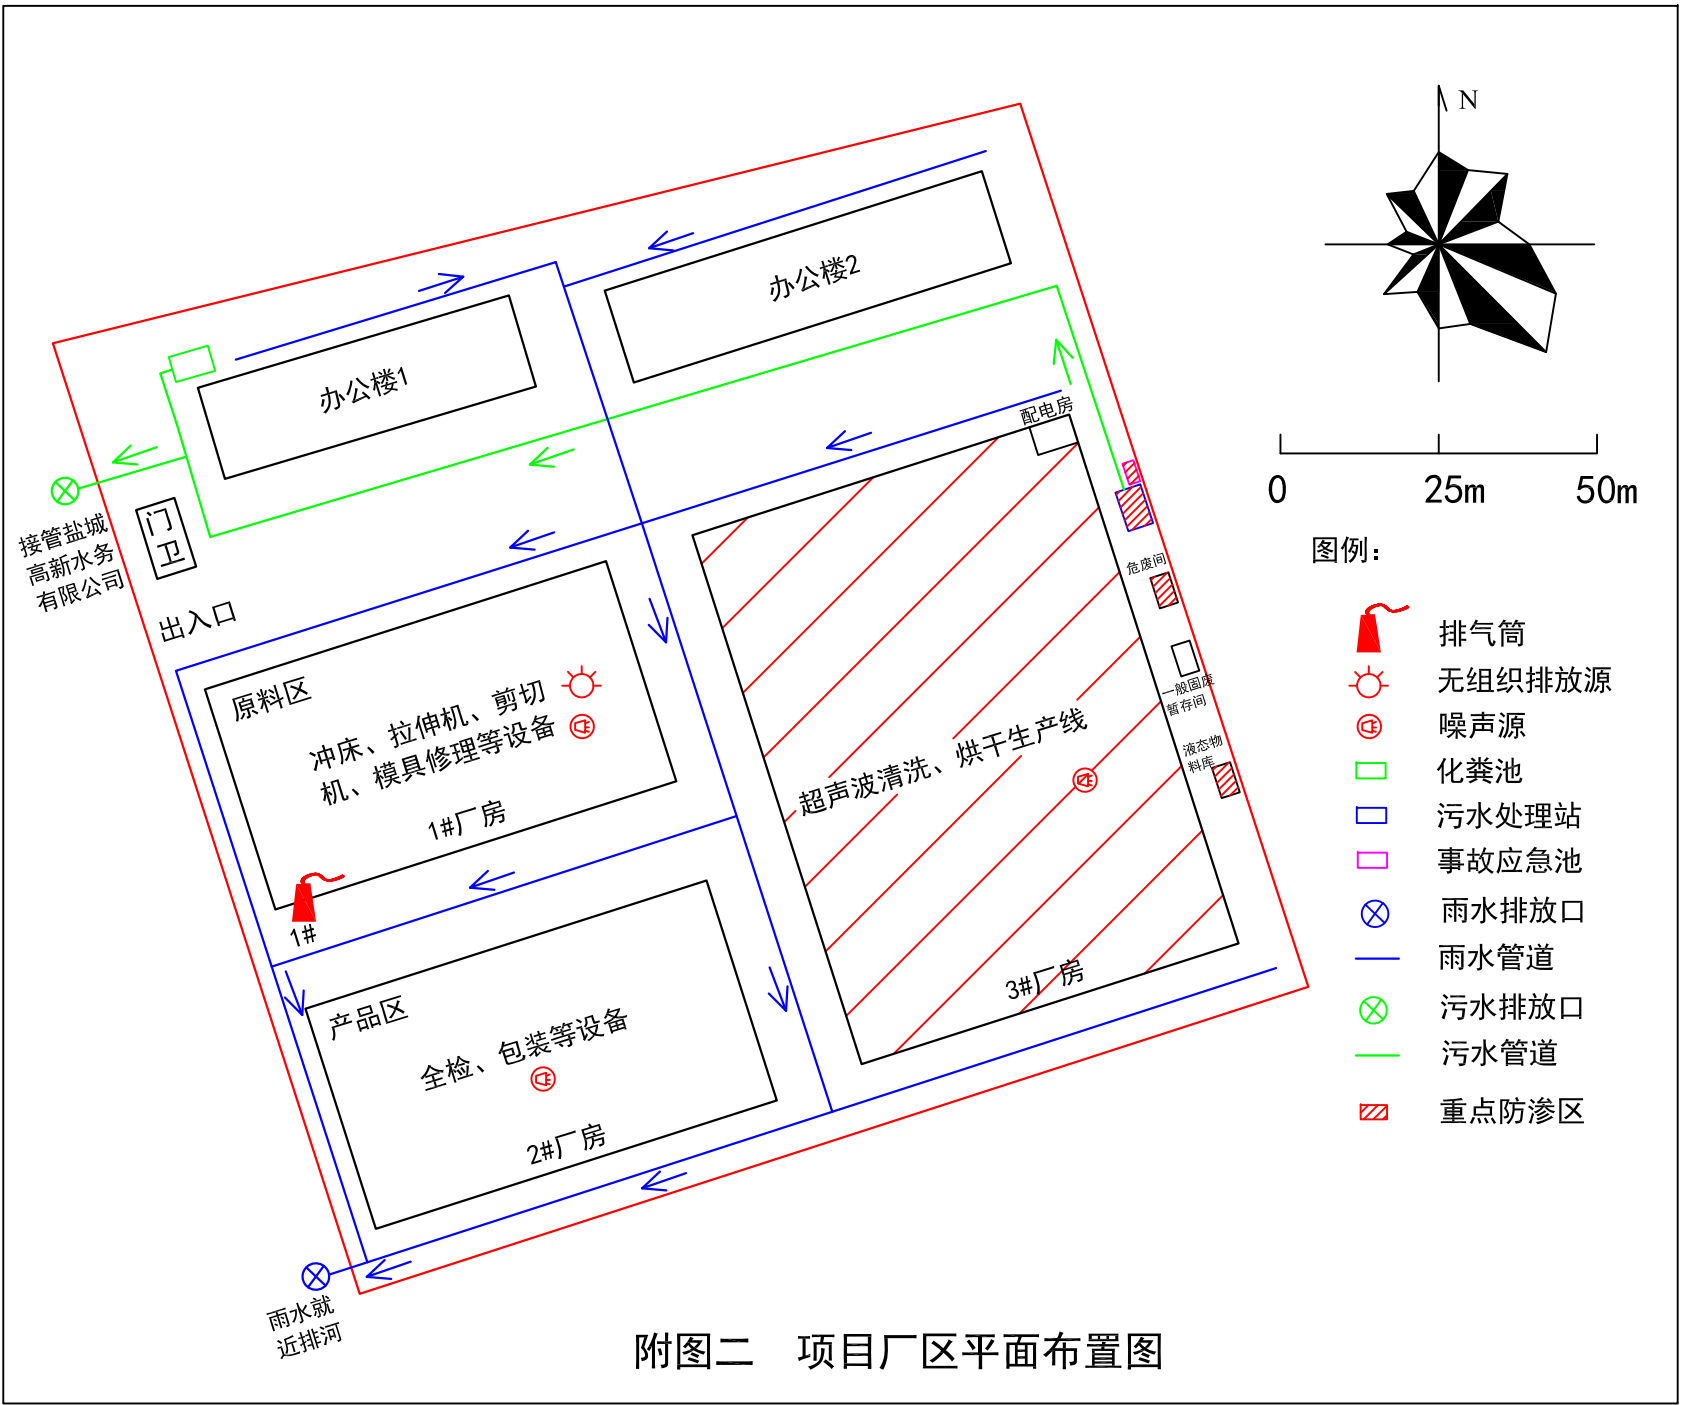 N
办公楼2
办公楼1
配电房
0 25m 50m
接管盐城
高新水务
有限公司
门
卫
图例：
危废间
出入口
排气筒
原料区
无组织排放源
冲床、拉伸机、剪切
机、模具修理等设备
一般固废
暂存间
噪声源
超声波清洗、烘干生产线
液态物
料库
化粪池
1#厂房
污水处理站
事故应急池
1#
雨水排放口
雨水管道
3#厂房
产品区
污水排放口
全检、包装等设备
污水管道
重点防渗区
2#厂房
雨水就
近排河
附图二 项目厂区平面布置图